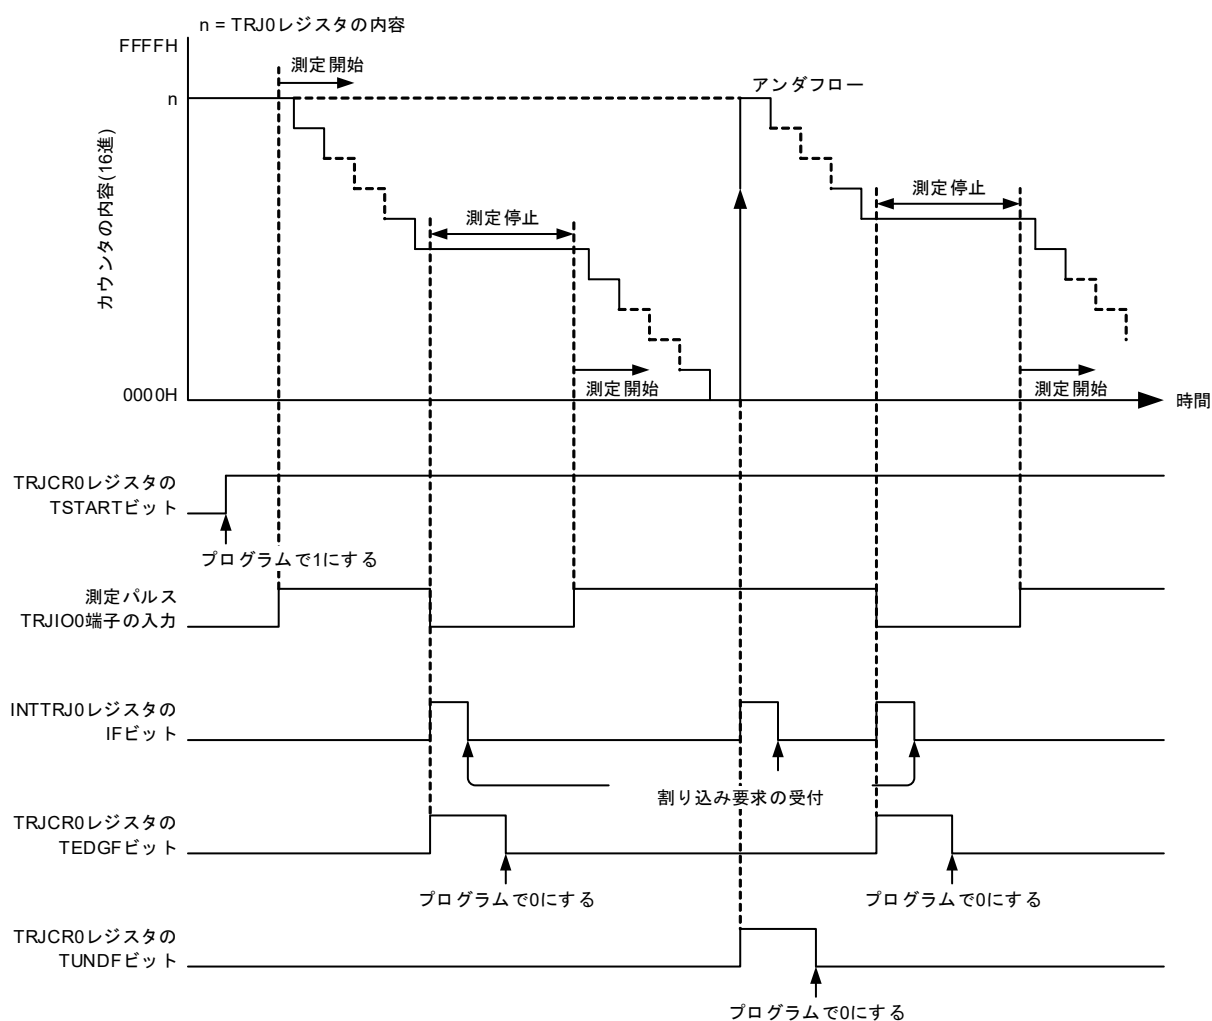 n = TRJ0レジスタの内容
FFFFH
測定開始
アンダフロー
n
カウンタの内容(16進)
測定停止
測定停止
測定開始
測定開始
0000H
時間
TRJCR0レジスタの
TSTARTビット
プログラムで1にする
測定パルス
TRJIO0端子の入力
INTTRJ0レジスタの
IFビット
割り込み要求の受付
TRJCR0レジスタの
TEDGFビット
プログラムで0にする
プログラムで0にする
TRJCR0レジスタの
TUNDFビット
プログラムで0にする